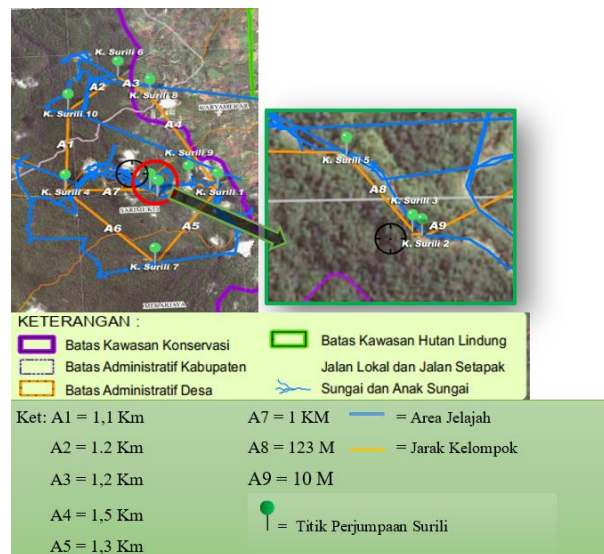 K. Surili 6
A3
A2
K. Surili 8
KARYAMEKAR
K. Surili 10
A4
A1
K. Surili 9
K. Surili 4
A7
K. Surili 1
SARIMUKTI
A6
A5
K. Surili 7
MEKARJAYA
K. Surili 5
A8
K. Surili 3
A9
K. Surili 2
KETERANGAN :
Batas Kawasan Konservasi
Batas Administratif Kabupaten
Batas Administratif Desa
Batas Kawasan Hutan Lindung
Jalan Lokal dan Jalan Setapak
Sungai dan Anak Sungai
Ket: A1 = 1,1 Km
A2 = 1.2 Km
A3 = 1,2 Km
A4 = 1,5 Km
A5 = 1,3 Km
A7 = 1 KM
A8 = 123 M
A9 = 10 M
= Area Jelajah
= Jarak Kelompok
= Titik Perjumpaan Surili